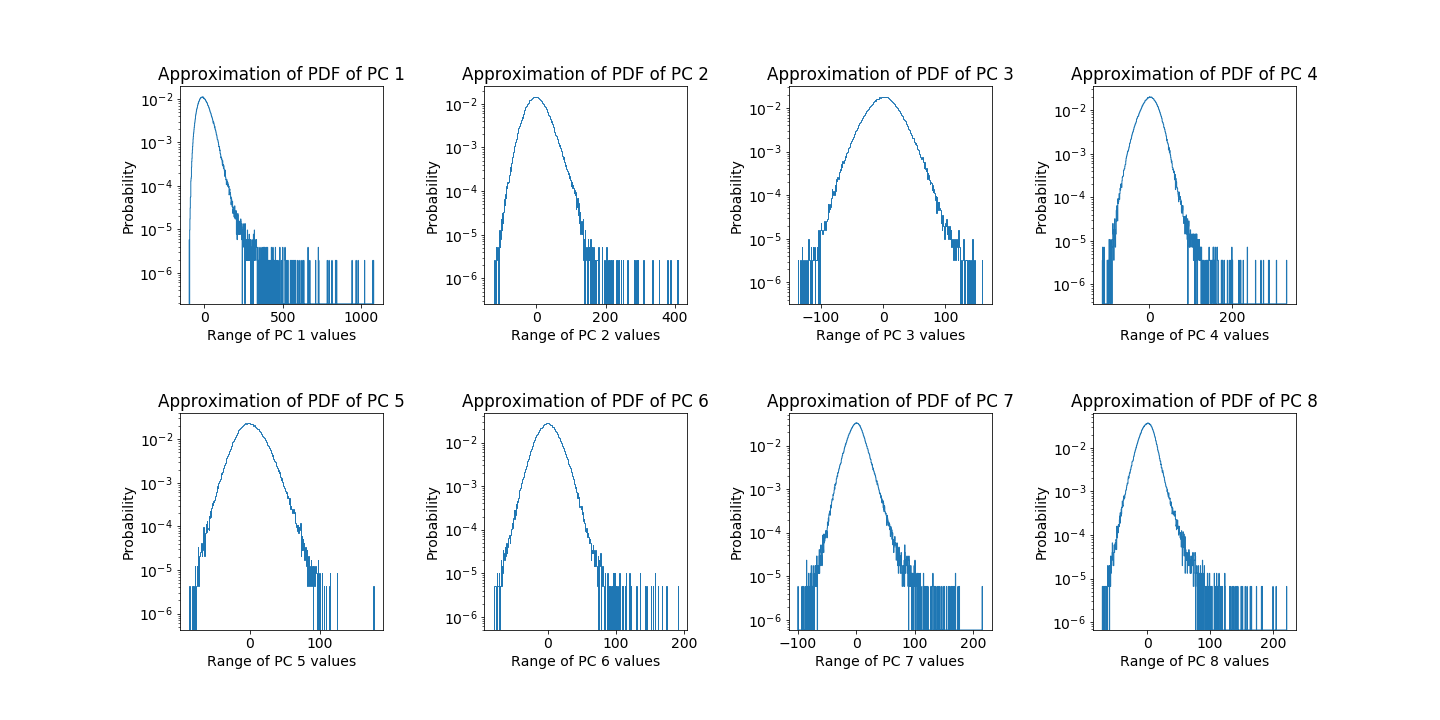 Approximation of PDF of PC 1
Probability
10⁻²
10⁻³
10⁻⁴
10⁻⁵
10⁻⁶
0 500 1000
Range of PC 1 values
Approximation of PDF of PC 2
Probability
10⁻²
10⁻³
10⁻⁴
10⁻⁵
10⁻⁶
0 200 400
Range of PC 2 values
Approximation of PDF of PC 3
Probability
10⁻²
10⁻³
10⁻⁴
10⁻⁵
10⁻⁶
−100 0 100
Range of PC 3 values
Approximation of PDF of PC 4
Probability
10⁻²
10⁻³
10⁻⁴
10⁻⁵
10⁻⁶
0 200
Range of PC 4 values
Approximation of PDF of PC 5
Probability
10⁻²
10⁻³
10⁻⁴
10⁻⁵
10⁻⁶
0 100
Range of PC 5 values
Approximation of PDF of PC 6
Probability
10⁻²
10⁻³
10⁻⁴
10⁻⁵
10⁻⁶
0 100 200
Range of PC 6 values
Approximation of PDF of PC 7
Probability
10⁻²
10⁻³
10⁻⁴
10⁻⁵
10⁻⁶
−100 0 100 200
Range of PC 7 values
Approximation of PDF of PC 8
Probability
10⁻²
10⁻³
10⁻⁴
10⁻⁵
10⁻⁶
0 100 200
Range of PC 8 values